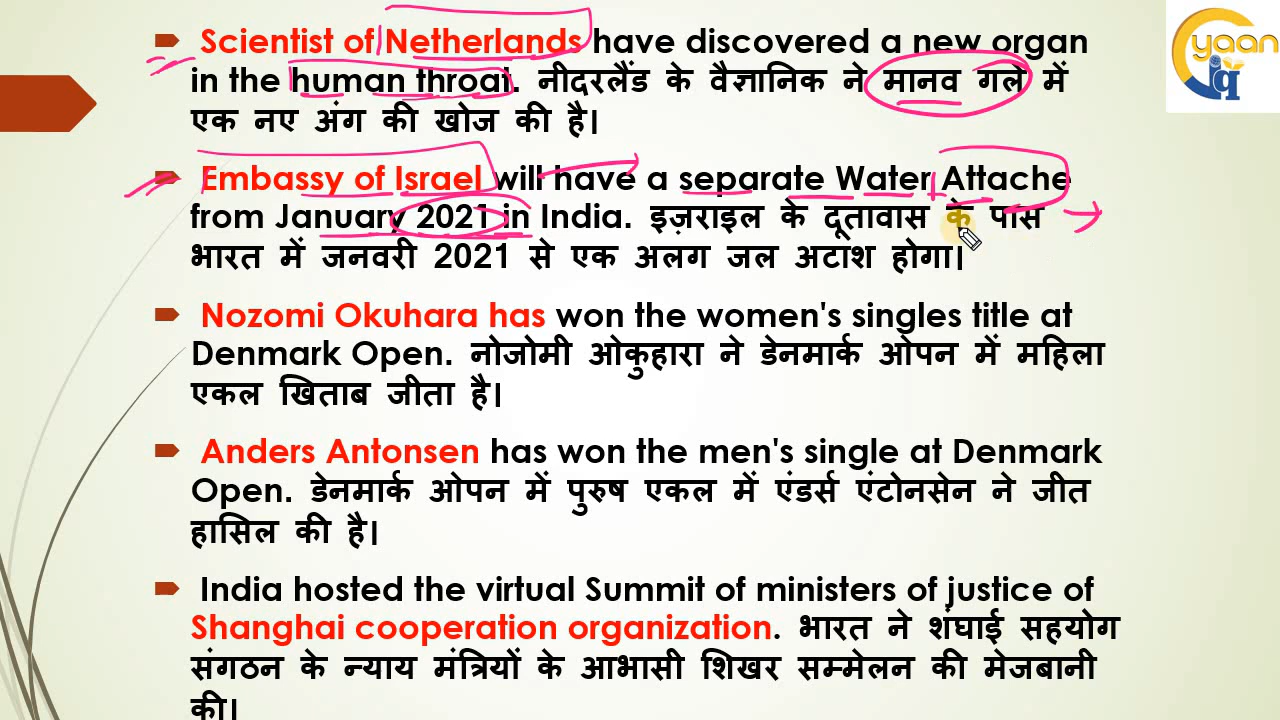 Scientist of Netherlands have discovered a new organ
in the human throat. नीदरलैंड के वैज्ञानिक ने मानव गले में
एक नए अंग की खोज की है।
Embassy of Israel will have a separate Water Attache
from January 2021 in India. इज़राइल के दूतावास के पास
भारत में जनवरी 2021 से एक अलग जल अटाश होगा।
Nozomi Okuhara has won the women's singles title at
Denmark Open. नोजोमी ओकुहारा ने डेनमार्क ओपन में महिला
एकल खिताब जीता है।
Anders Antonsen has won the men's single at Denmark
Open. डेनमार्क ओपन में पुरुष एकल में एंडर्स एंटोनसेन ने जीत
हासिल की है।
India hosted the virtual Summit of ministers of justice of
Shanghai cooperation organization. भारत ने शंघाई सहयोग
संगठन के न्याय मंत्रियों के आभासी शिखर सम्मेलन की मेजबानी
की।
Gyaan
iq